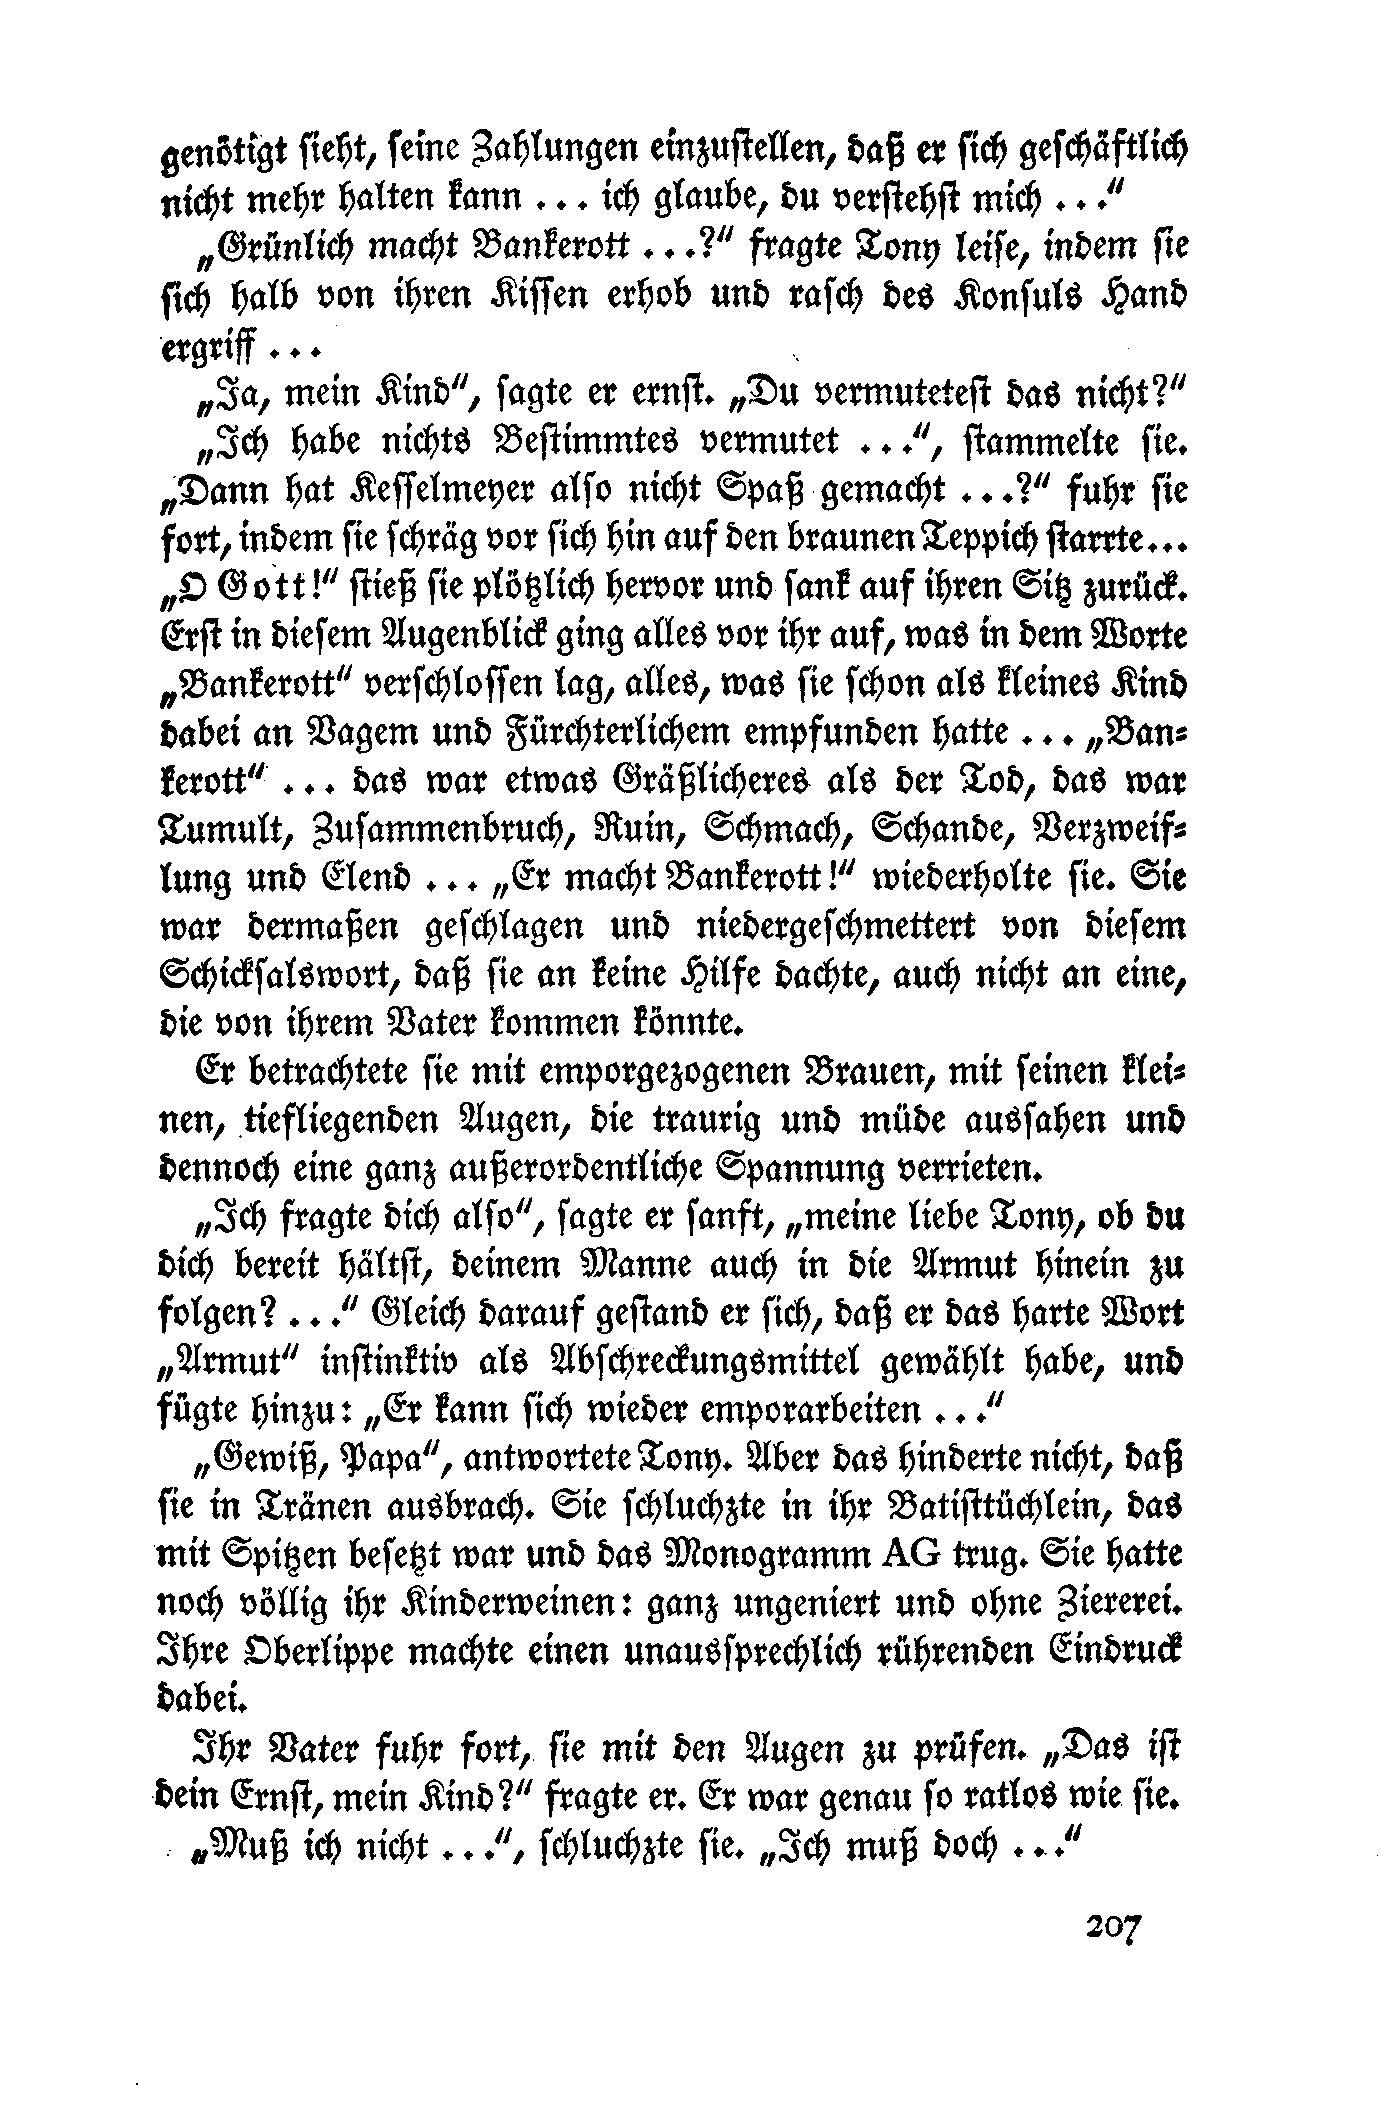 genötigt sieht, seine Zahlungen einzustellen, daß er sich geschäftlich
nicht mehr halten kann ... ich glaube, du verstehst mich ...“
„Grünlich macht Bankerott ...?“ fragte Tony leise, indem sie
sich halb von ihren Kissen erhob und rasch des Konsuls Hand
ergriff ...
„Ja, mein Kind“, sagte er ernst. „Du vermutetest das nicht?“
„Ich habe nichts Bestimmtes vermutet ...“, stammelte sie.
„Dann hat Kesselmeyer also nicht Spaß gemacht ...?“ fuhr sie
fort, indem sie schräg vor sich hin auf den braunen Teppich starrte...
„O Gott!“ stieß sie plötzlich hervor und sank auf ihren Sitz zurück.
Erst in diesem Augenblick ging alles vor ihr auf, was in dem Worte
„Bankerott“ verschlossen lag, alles, was sie schon als kleines Kind
dabei an Vagem und Fürchterlichem empfunden hatte ... „Ban-
kerott“ ... das war etwas Gräßlicheres als der Tod, das war
Tumult, Zusammenbruch, Ruin, Schmach, Schande, Verzweif-
lung und Elend ... „Er macht Bankerott!“ wiederholte sie. Sie
war dermaßen geschlagen und niedergeschmettert von diesem
Schicksalswort, daß sie an keine Hilfe dachte, auch nicht an eine,
die von ihrem Vater kommen könnte.
Er betrachtete sie mit emporgezogenen Brauen, mit seinen klei-
nen, tiefliegenden Augen, die traurig und müde aussahen und
dennoch eine ganz außerordentliche Spannung verrieten.
„Ich fragte dich also“, sagte er sanft, „meine liebe Tony, ob du
dich bereit hältst, deinem Manne auch in die Armut hinein zu
folgen? ...“ Gleich darauf gestand er sich, daß er das harte Wort
„Armut“ instinktiv als Abschreckungsmittel gewählt habe, und
fügte hinzu: „Er kann sich wieder emporarbeiten ...“
„Gewiß, Papa“, antwortete Tony. Aber das hinderte nicht, daß
sie in Tränen ausbrach. Sie schluchzte in ihr Batisttüchlein, das
mit Spitzen besetzt war und das Monogramm AG trug. Sie hatte
noch völlig ihr Kinderweinen: ganz ungeniert und ohne Ziererei.
Ihre Oberlippe machte einen unaussprechlich rührenden Eindruck
dabei.
Ihr Vater fuhr fort, sie mit den Augen zu prüfen. „Das ist
dein Ernst, mein Kind?“ fragte er. Er war genau so ratlos wie sie.
„Muß ich nicht ...“, schluchzte sie. „Ich muß doch ...“
207